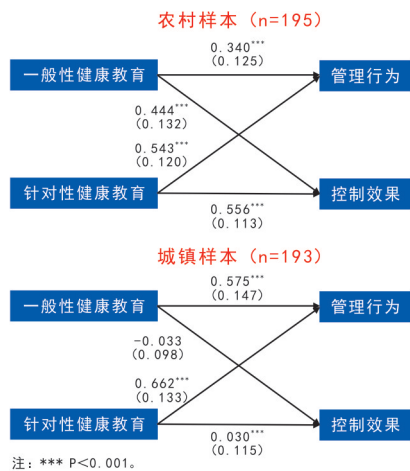 农村样本（n=195）
0.340***
(0.125)
一般性健康教育
管理行为
0.444***
(0.132)
0.543***
(0.120)
针对性健康教育
控制效果
0.556***
(0.113)
城镇样本（n=193）
0.575***
(0.147)
一般性健康教育
管理行为
-0.033
(0.098)
0.662***
(0.133)
针对性健康教育
控制效果
0.030***
(0.115)
注：*** P＜0.001。